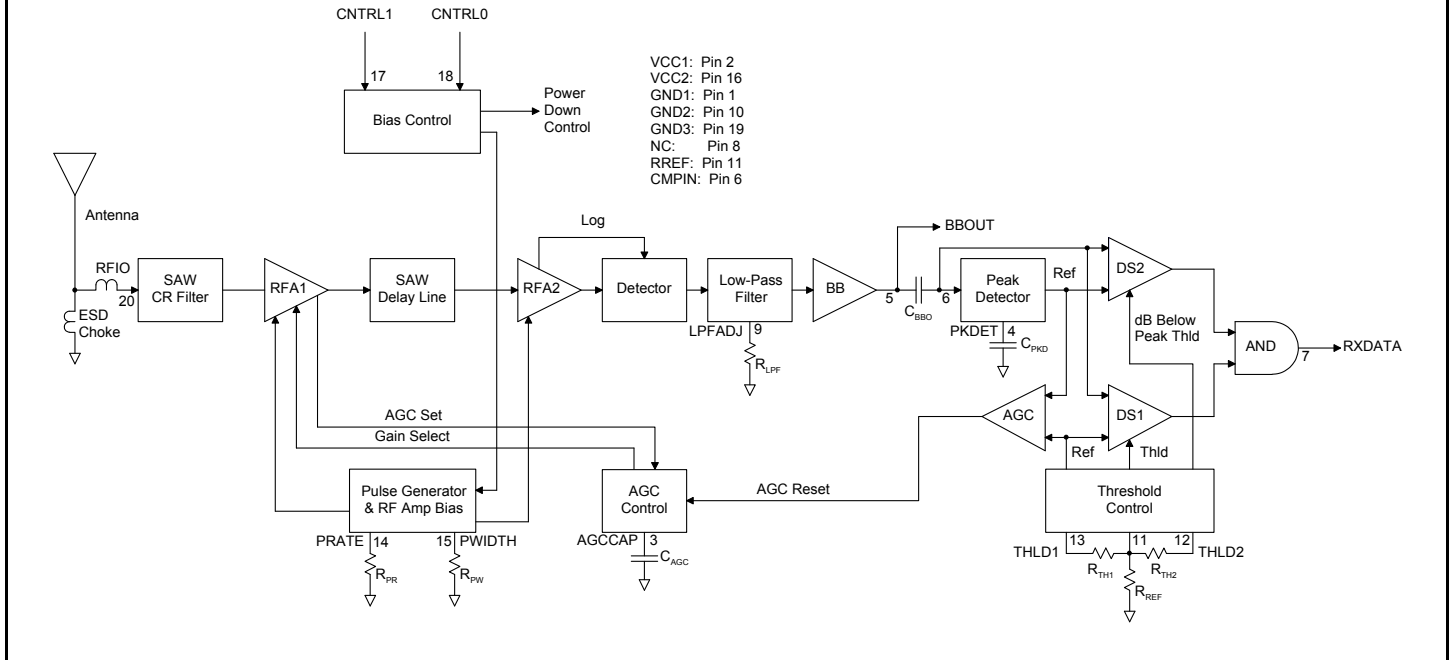 CNTRL1
CNTRL0
17
18
Bias Control
Power
Down
Control
VCC1: Pin 2
VCC2: Pin 16
GND1: Pin 1
GND2: Pin 10
GND3: Pin 19
NC: Pin 8
RREF: Pin 11
CMPIN: Pin 6
Antenna
RFIO
20
ESD
Choke
SAW
CR Filter
RFA1
SAW
Delay Line
Log
RFA2
Detector
Low-Pass
Filter
LPFADJ
9
RLPF
BB
BBOUT
5
CBBO
6
Peak
Detector
PKDET
4
CPKD
Ref
DS2
dB Below
Peak Thld
AND
7
RXDATA
AGC
DS1
Ref
Thld
AGC Set
Gain Select
Pulse Generator
& RF Amp Bias
PRATE
14
15
PWIDTH
RPR
RPW
AGC
Control
AGCCAP
3
CAGC
AGC Reset
Threshold
Control
THLD1
13
11
12
THLD2
RTH1
RTH2
RREF